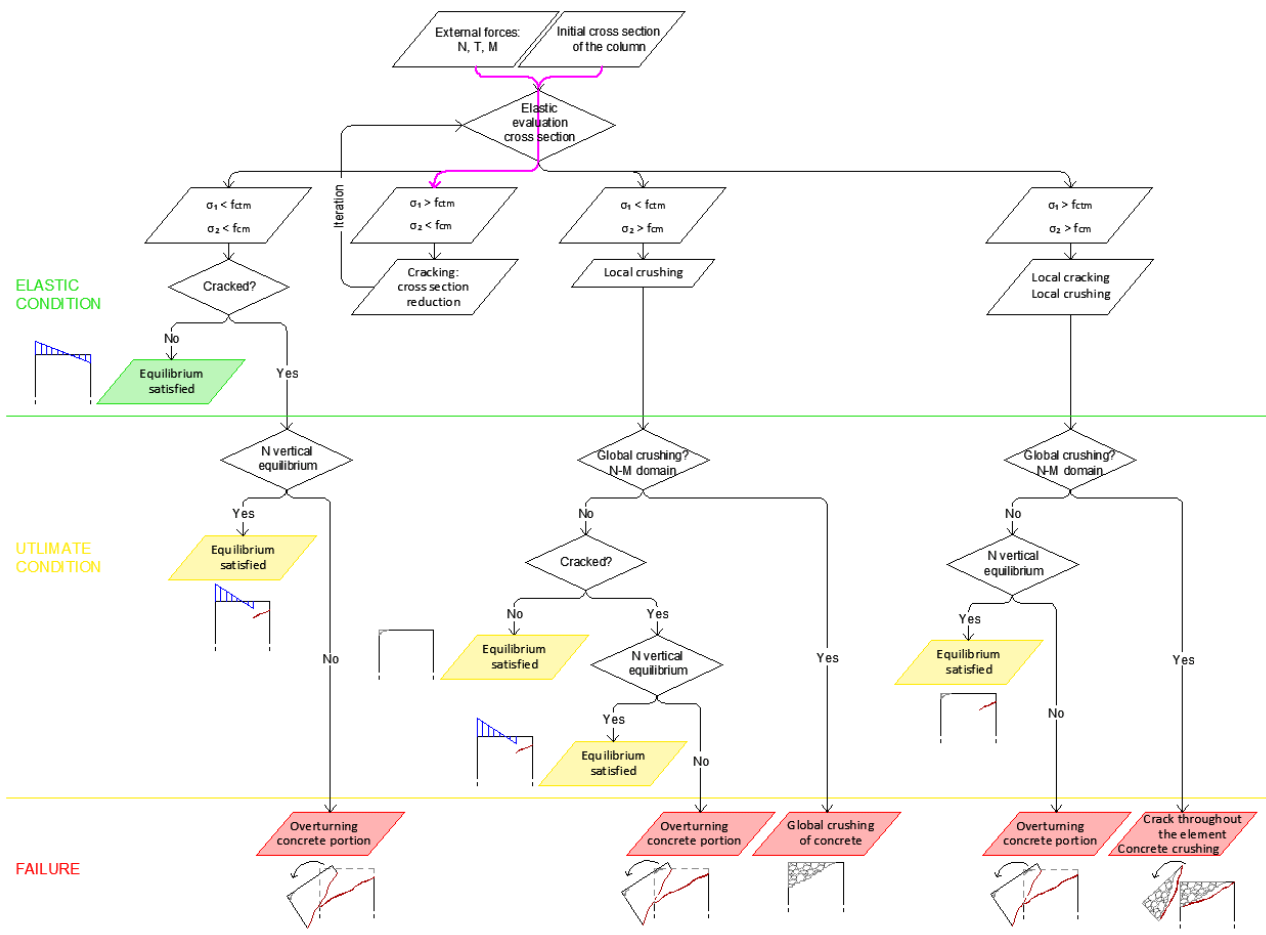 External forces:
N, T, M
Initial cross section
of the column
Elastic
evaluation
cross section
Iteration
σ₁ < fctm
σ₂ < fcm
σ₁ > fctm
σ₂ < fcm
σ₁ < fctm
σ₂ > fcm
σ₁ > fctm
σ₂ > fcm
ELASTIC
CONDITION
Cracked?
Cracking:
cross section
reduction
Local crushing
Local cracking
Local crushing
No
Equilibrium
satisfied
Yes
N vertical
equilibrium
Global crushing?
N-M domain
Global crushing?
N-M domain
UTLIMATE
CONDITION
Yes
Equilibrium
satisfied
No
No
Cracked?
No
Equilibrium
satisfied
Yes
N vertical
equilibrium
Yes
Equilibrium
satisfied
No
Yes
No
N vertical
equilibrium
Yes
Equilibrium
satisfied
No
Yes
FAILURE
Overturning
concrete portion
Overturning
concrete portion
Global crushing
of concrete
Overturning
concrete portion
Crack throughout
the element
Concrete crushing